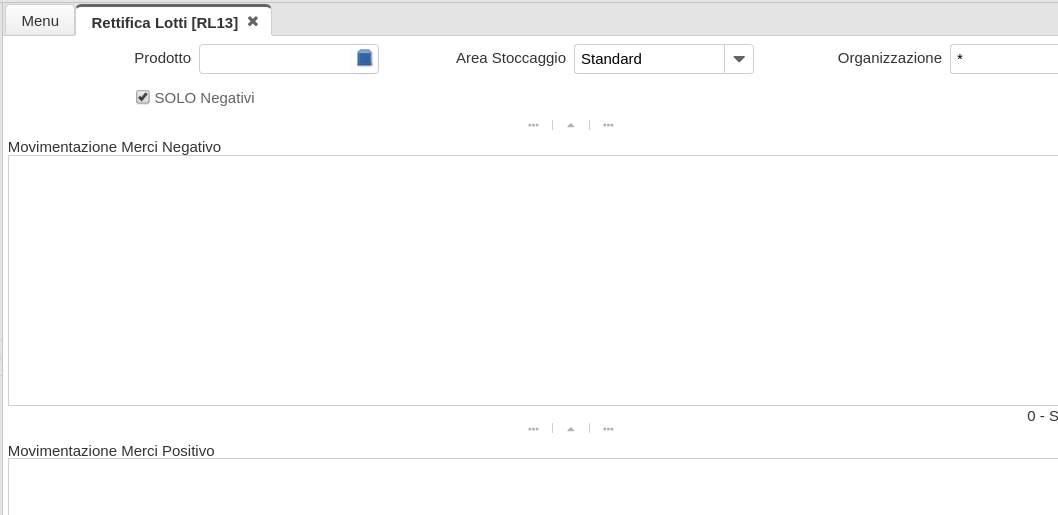 Menu
Rettifica Lotti [RL13]
Prodotto
Area Stoccaggio Standard
Organizzazione *
SOLO Negativi
Movimentazione Merci Negativo
0 - S
Movimentazione Merci Positivo